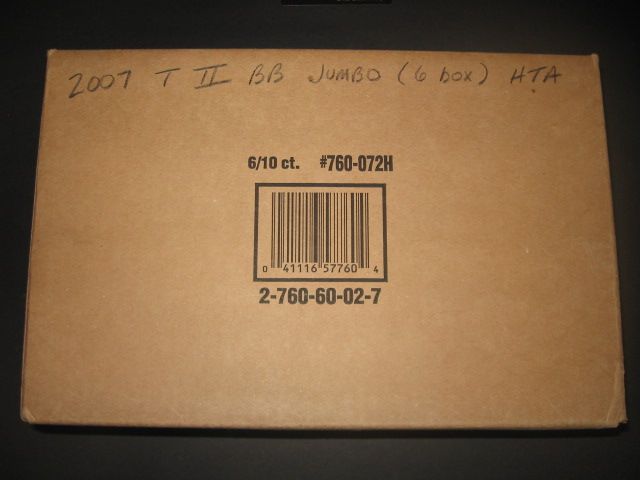 2007 T II BB JUMBO (6 box) HTA
6/10 ct. #760-072H
0 41116 57760 4
2-760-60-02-7